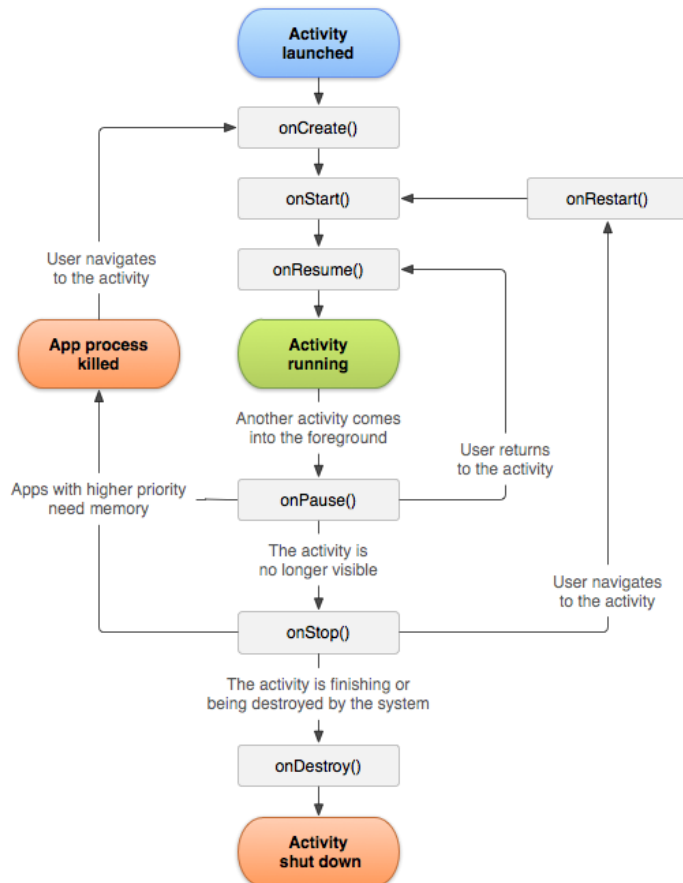 Activity
launched
onCreate()
onStart()
onRestart()
User navigates
to the activity
onResume()
App process
killed
Activity
running
Another activity comes
into the foreground
User returns
to the activity
Apps with higher priority
need memory
onPause()
The activity is
no longer visible
User navigates
to the activity
onStop()
The activity is finishing or
being destroyed by the system
onDestroy()
Activity
shut down